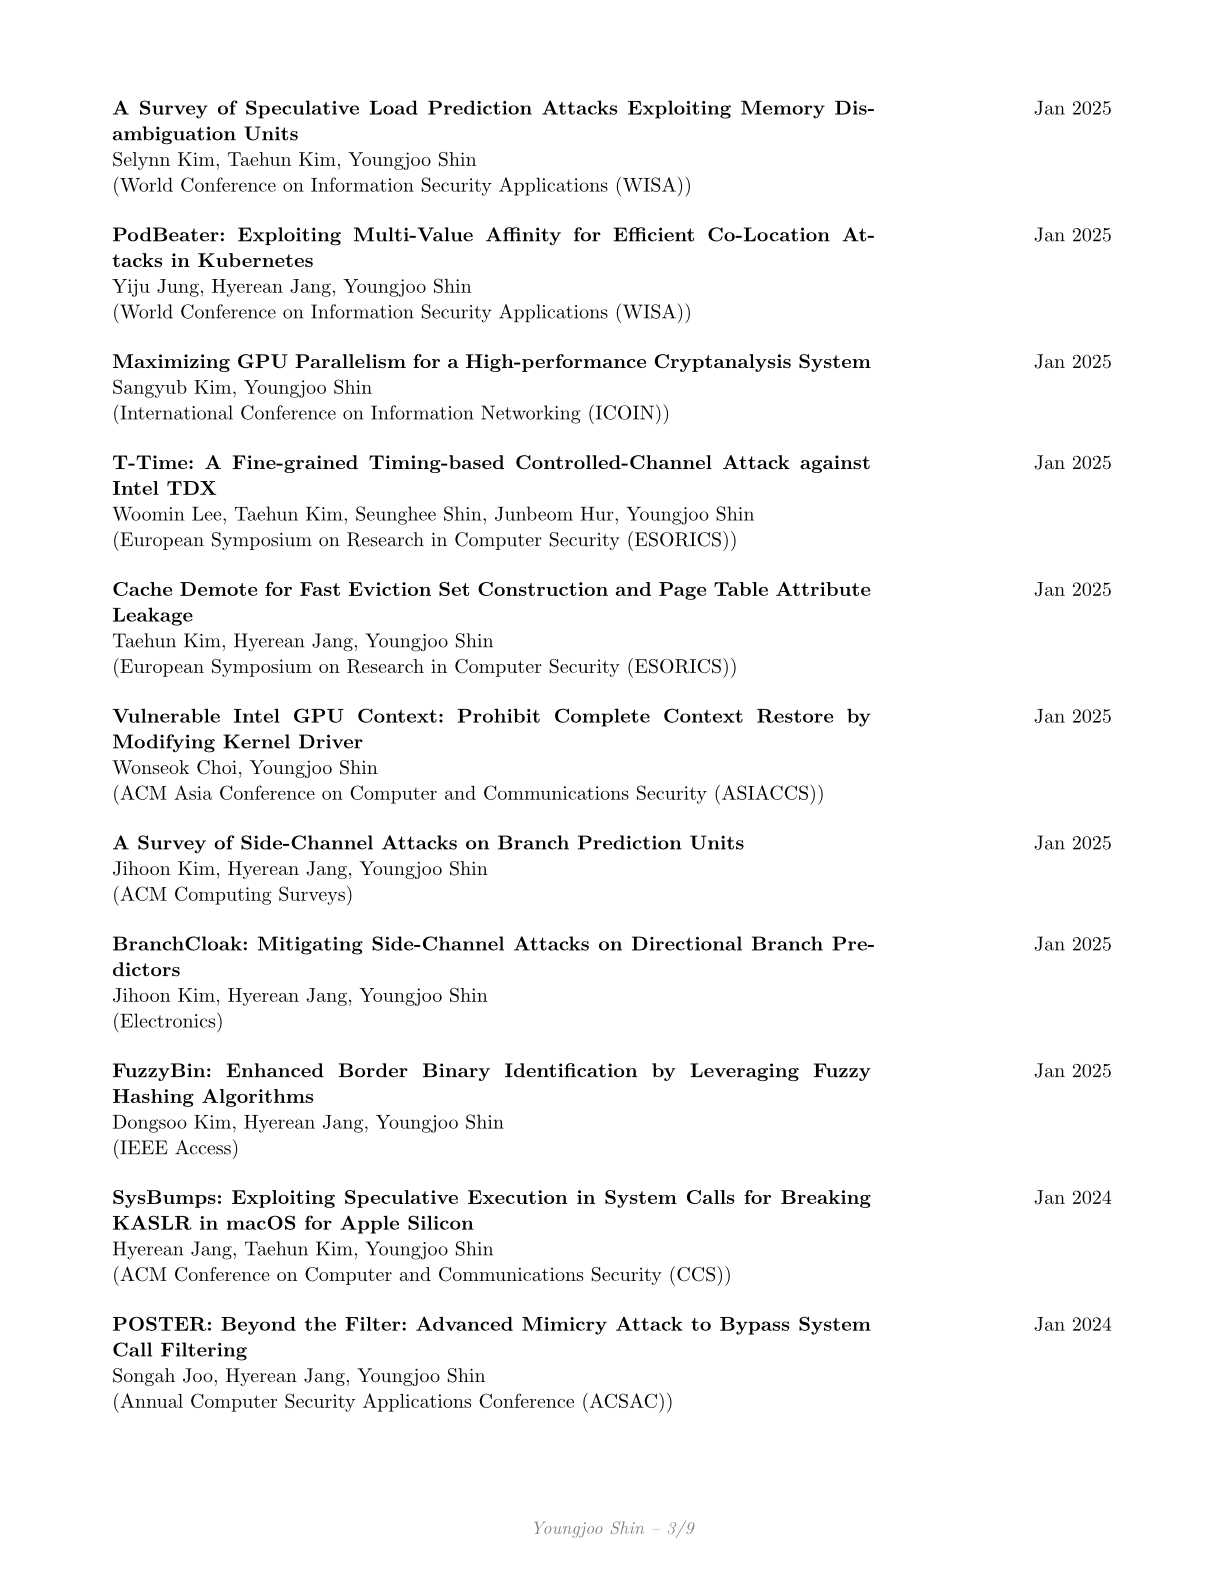 A Survey of Speculative Load Prediction Attacks Exploiting Memory Dis- Jan 2025
ambiguation Units
Selynn Kim, Taehun Kim, Youngjoo Shin
(World Conference on Information Security Applications (WISA))
PodBeater: Exploiting Multi-Value Affinity for Efficient Co-Location At- Jan 2025
tacks in Kubernetes
Yiju Jung, Hyerean Jang, Youngjoo Shin
(World Conference on Information Security Applications (WISA))
Maximizing GPU Parallelism for a High-performance Cryptanalysis System Jan 2025
Sangyub Kim, Youngjoo Shin
(International Conference on Information Networking (ICOIN))
T-Time: A Fine-grained Timing-based Controlled-Channel Attack against Jan 2025
Intel TDX
Woomin Lee, Taehun Kim, Seunghee Shin, Junbeom Hur, Youngjoo Shin
(European Symposium on Research in Computer Security (ESORICS))
Cache Demote for Fast Eviction Set Construction and Page Table Attribute Jan 2025
Leakage
Taehun Kim, Hyerean Jang, Youngjoo Shin
(European Symposium on Research in Computer Security (ESORICS))
Vulnerable Intel GPU Context: Prohibit Complete Context Restore by Jan 2025
Modifying Kernel Driver
Wonseok Choi, Youngjoo Shin
(ACM Asia Conference on Computer and Communications Security (ASIACCS))
A Survey of Side-Channel Attacks on Branch Prediction Units Jan 2025
Jihoon Kim, Hyerean Jang, Youngjoo Shin
(ACM Computing Surveys)
BranchCloak: Mitigating Side-Channel Attacks on Directional Branch Pre- Jan 2025
dictors
Jihoon Kim, Hyerean Jang, Youngjoo Shin
(Electronics)
FuzzyBin: Enhanced Border Binary Identification by Leveraging Fuzzy Jan 2025
Hashing Algorithms
Dongsoo Kim, Hyerean Jang, Youngjoo Shin
(IEEE Access)
SysBumps: Exploiting Speculative Execution in System Calls for Breaking Jan 2024
KASLR in macOS for Apple Silicon
Hyerean Jang, Taehun Kim, Youngjoo Shin
(ACM Conference on Computer and Communications Security (CCS))
POSTER: Beyond the Filter: Advanced Mimicry Attack to Bypass System Jan 2024
Call Filtering
Songah Joo, Hyerean Jang, Youngjoo Shin
(Annual Computer Security Applications Conference (ACSAC))
Youngjoo Shin – 3/9